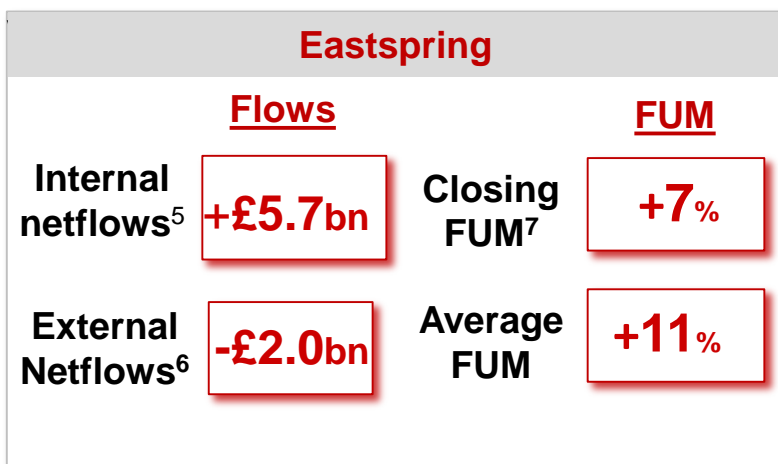 Eastspring
Flows
FUM
Internal
netflows5
+£5.7bn
Closing
FUM7
+7%
External
Netflows6
-£2.0bn
Average
FUM
+11%